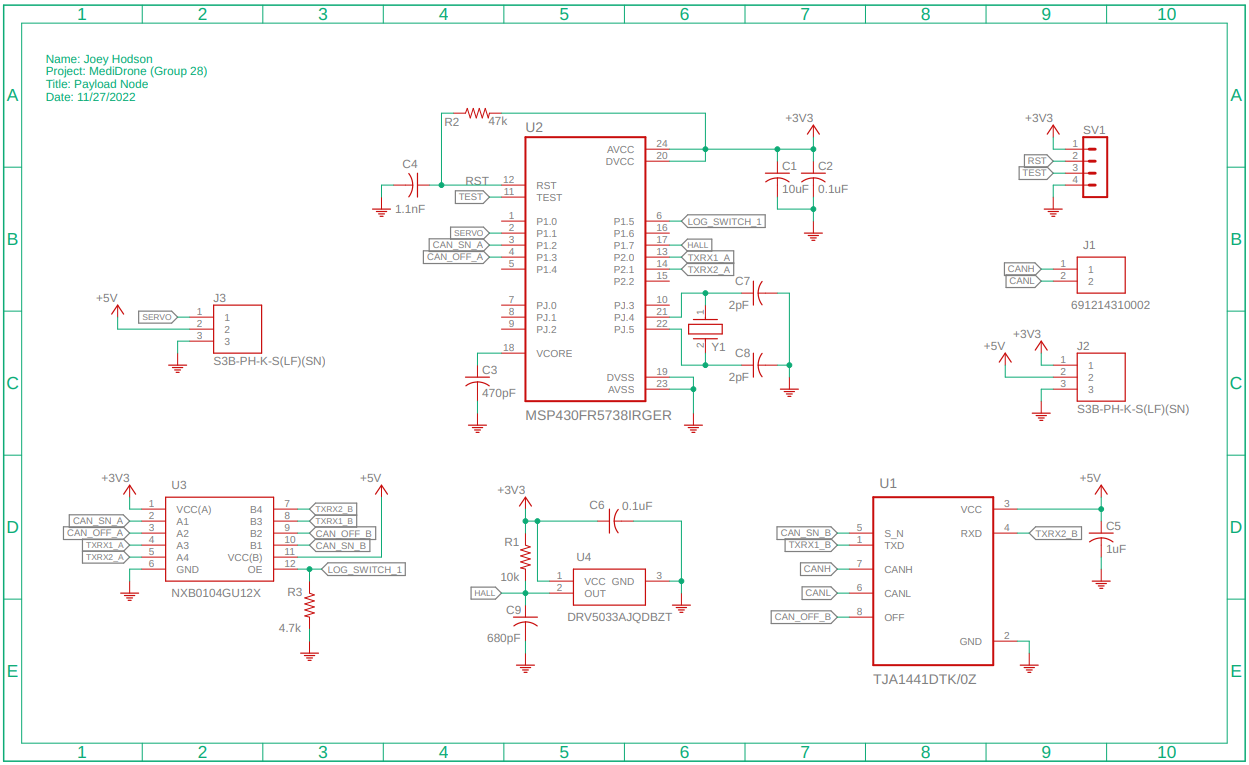 1 2 3 4 5 6 7 8 9 10
A A
B B
C C
D D
E E
Name: Joey Hodson
Project: MediDrone (Group 28)
Title: Payload Node
Date: 11/27/2022
R2 47k
C4
1.1nF
RST
TEST
SERVO
CAN_SN_A
CAN_OFF_A
U2
12 RST
11 TEST
1 P1.0
2 P1.1
3 P1.2
4 P1.3
5 P1.4
7 PJ.0
8 PJ.1
9 PJ.2
18 VCORE
AVCC 24
DVCC 20
P1.5 6
P1.6 16
P1.7 17
P2.0 13
P2.1 14
P2.2 15
PJ.3 10
PJ.4 21
PJ.5 22
DVSS 19
AVSS 23
MSP430FR5738IRGER
C3
470pF
+3V3
C1 C2
10uF 0.1uF
LOG_SWITCH_1
HALL
TXRX1_A
TXRX2_A
C7
2pF
1
2 Y1
C8
2pF
+3V3 SV1
1
RST 2
TEST 3
4
J1
CANH 1 1
CANL 2 2
691214310002
+5V +3V3 J2
1 1
2 2
3 3
S3B-PH-K-S(LF)(SN)
+5V J3
SERVO 1 1
2 2
3 3
S3B-PH-K-S(LF)(SN)
+3V3 U3 +5V
1 VCC(A) B4 7 TXRX2_B
CAN_SN_A 2 A1 B3 8 TXRX1_B
CAN_OFF_A 3 A2 B2 9 CAN_OFF_B
TXRX1_A 4 A3 B1 10 CAN_SN_B
TXRX2_A 5 A4 VCC(B) 11
6 GND OE 12 LOG_SWITCH_1
NXB0104GU12X
R3
4.7k
+3V3
C6 0.1uF
R1
10k
U4
1 VCC GND 3
HALL 2 OUT
DRV5033AJQDBZT
C9
680pF
U1
CAN_SN_B 5 S_N
TXRX1_B 1 TXD
CANH 7 CANH
CANL 6 CANL
CAN_OFF_B 8 OFF
VCC 3
RXD 4 TXRX2_B
GND 2
TJA1441DTK/0Z
+5V
C5
1uF
1 2 3 4 5 6 7 8 9 10